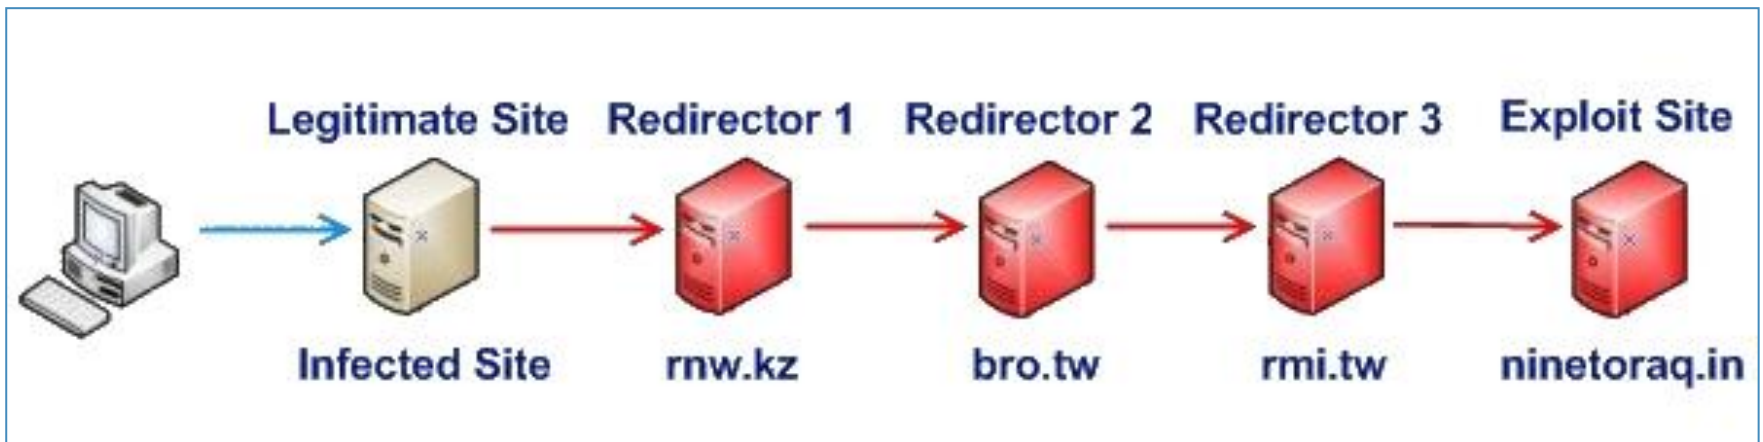 Legitimate Site Redirector 1 Redirector 2 Redirector 3 Exploit Site
Infected Site rnw.kz bro.tw rmi.tw ninetoraq.in